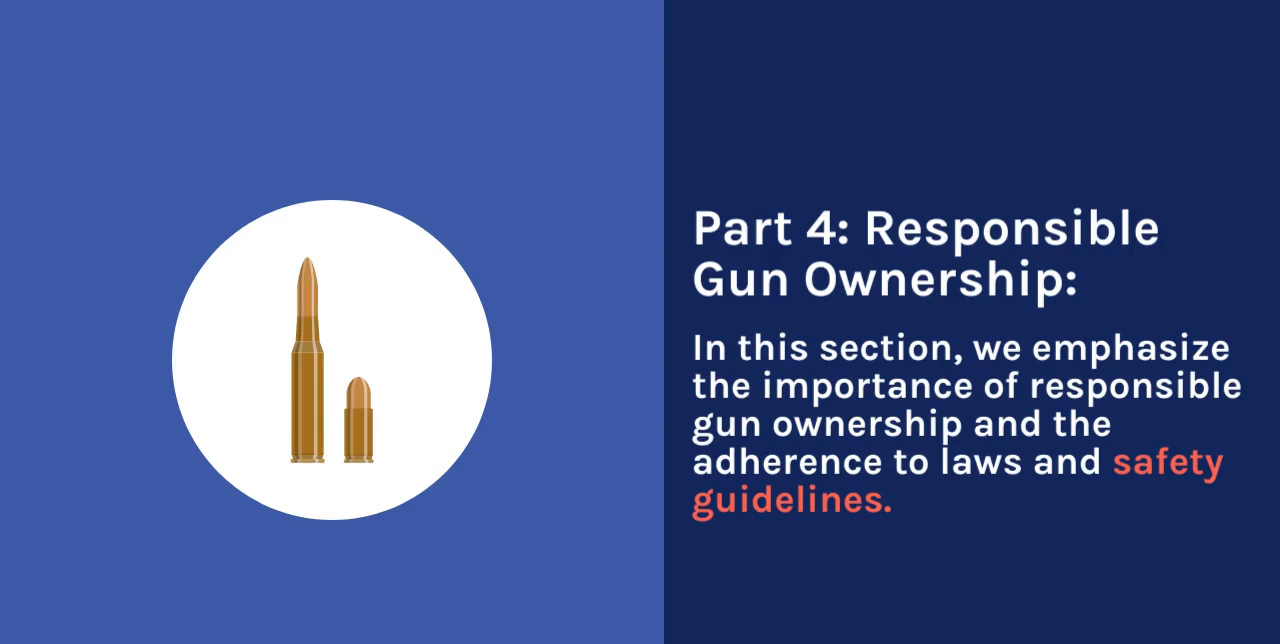 Part 4: Responsible
Gun Ownership:
In this section, we emphasize
the importance of responsible
gun ownership and the
adherence to laws and safety
guidelines.